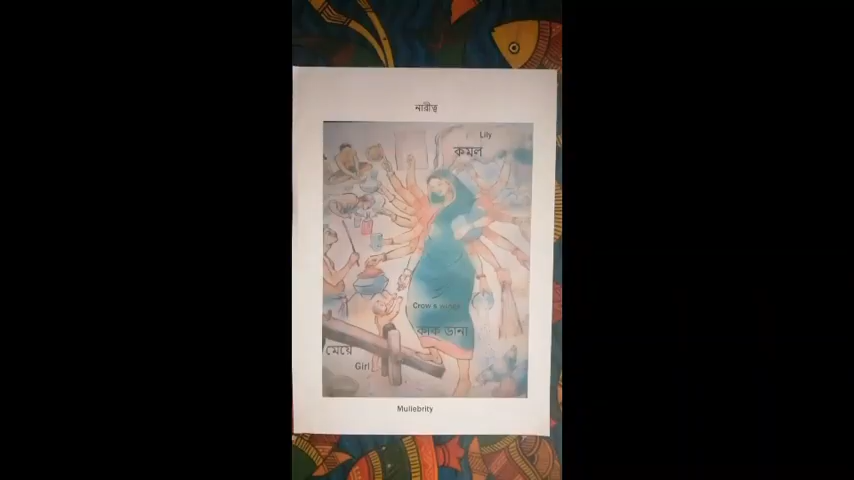 নারীত্ব
Lily
কমল
Crow's wings
কাক ডানা
মেয়ে
Girl
Muliebrity